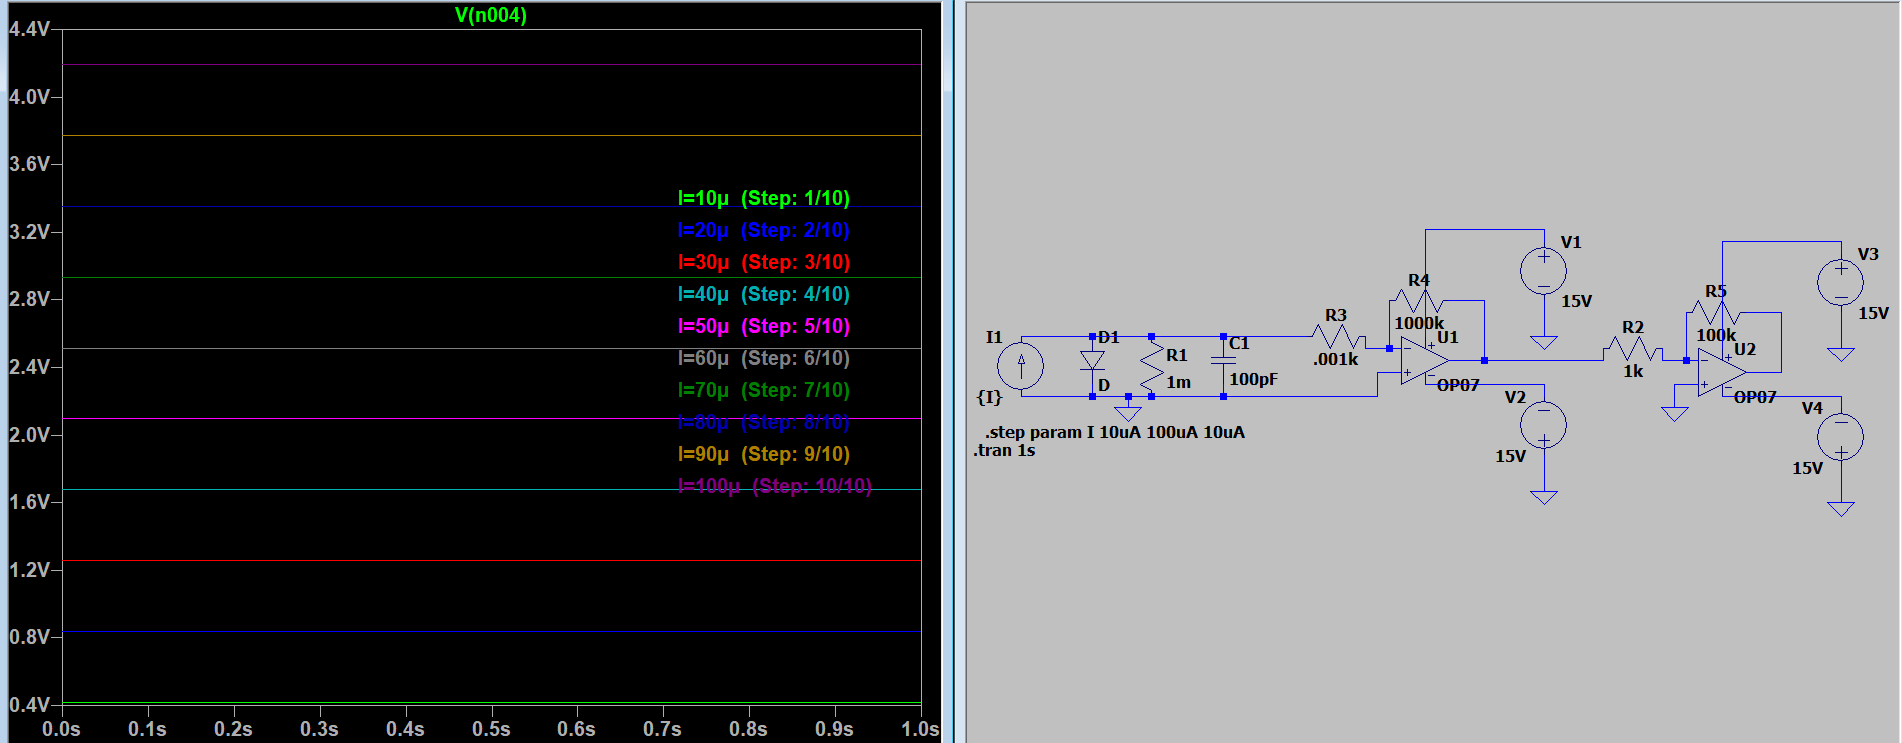 V(n004)
4.4V
4.0V
3.6V
3.2V
2.8V
2.4V
2.0V
1.6V
1.2V
0.8V
0.4V
0.0s 0.1s 0.2s 0.3s 0.4s 0.5s 0.6s 0.7s 0.8s 0.9s 1.0s
I=10µ (Step: 1/10)
I=20µ (Step: 2/10)
I=30µ (Step: 3/10)
I=40µ (Step: 4/10)
I=50µ (Step: 5/10)
I=60µ (Step: 6/10)
I=70µ (Step: 7/10)
I=80µ (Step: 8/10)
I=90µ (Step: 9/10)
I=100µ (Step: 10/10)
I1
{I}
D1
D
R1
1m
C1
100pF
R3
.001k
R4
1000k
U1
OP07
V1
15V
V2
15V
R2
1k
R5
100k
U2
OP07
V3
15V
V4
15V
.step param I 10uA 100uA 10uA
.tran 1s